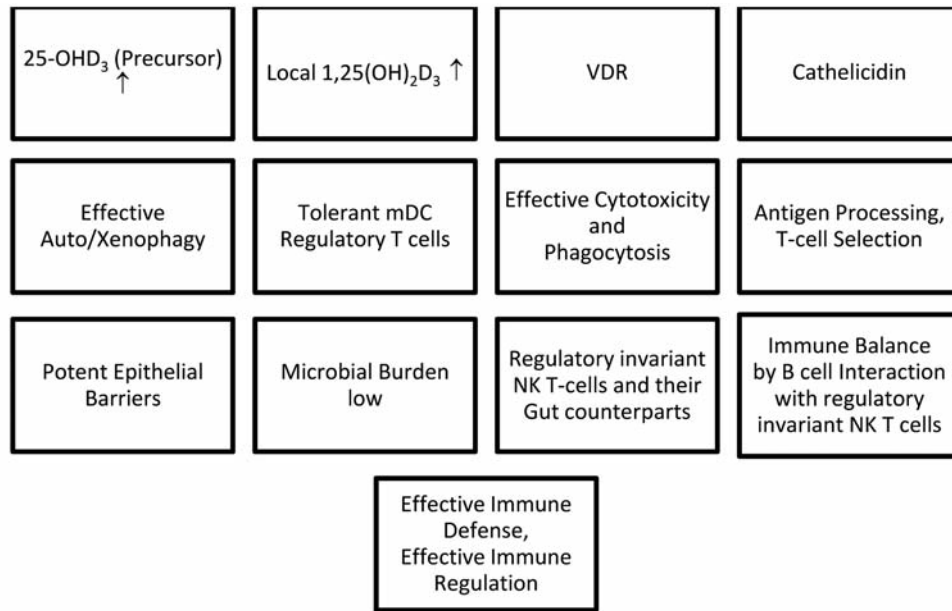 25-OHD₃ (Precursor)
↑
Local 1,25(OH)₂D₃ ↑
VDR
Cathelicidin
Effective
Auto/Xenophagy
Tolerant mDC
Regulatory T cells
Effective Cytotoxicity
and
Phagocytosis
Antigen Processing,
T-cell Selection
Potent Epithelial
Barriers
Microbial Burden
low
Regulatory invariant
NK T-cells and their
Gut counterparts
Immune Balance
by B cell Interaction
with regulatory
invariant NK T cells
Effective Immune
Defense,
Effective Immune
Regulation